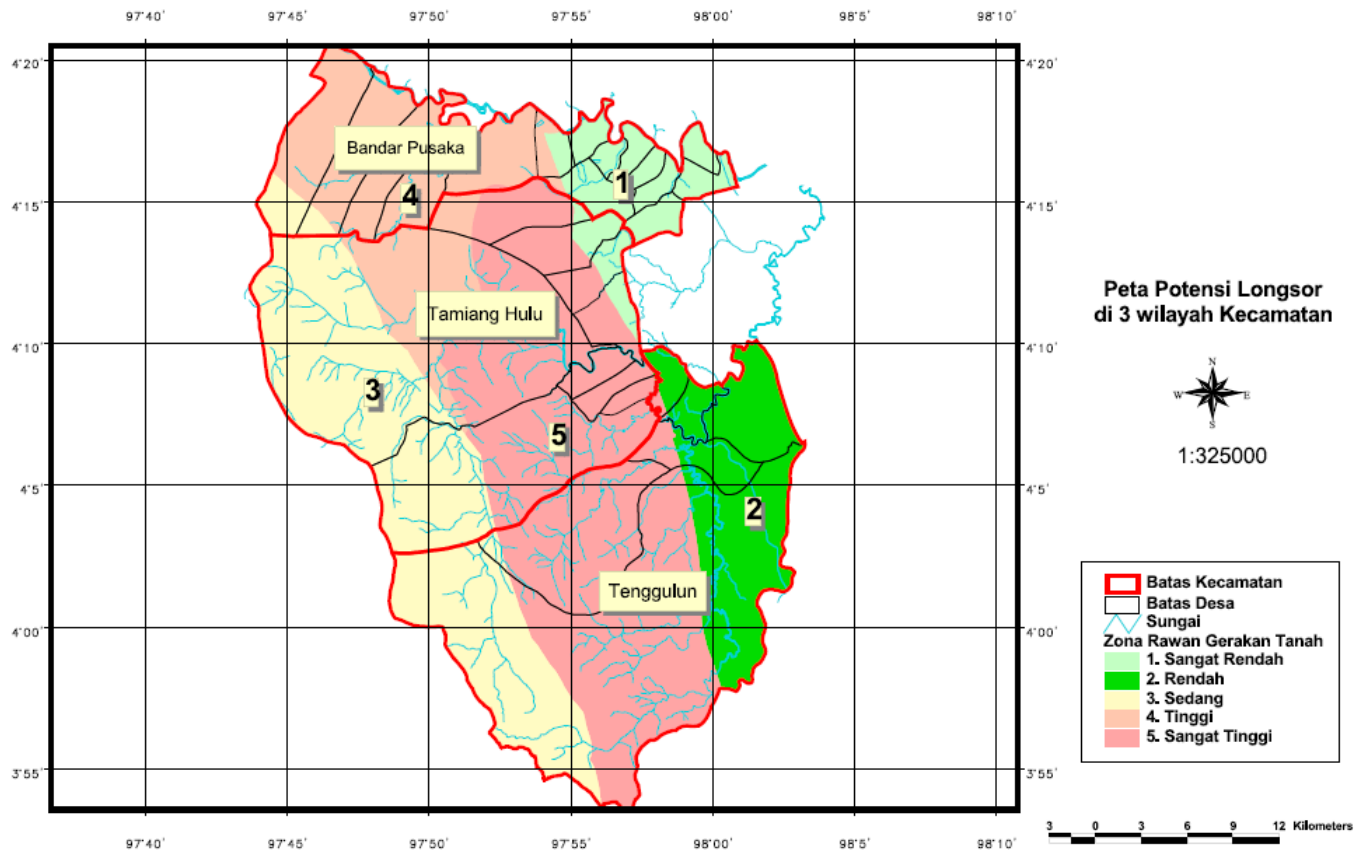 97°40' 97°45' 97°50' 97°55' 98°00' 98°5' 98°10'
4°20' 4°20'
Bandar Pusaka
1
4
4°15' 4°15'
Tamiang Hulu
4°10' 4°10'
3
5
4°5' 4°5'
2
Tenggulun
4°00' 4°00'
3°55' 3°55'
97°40' 97°45' 97°50' 97°55' 98°00' 98°5' 98°10'
Peta Potensi Longsor
di 3 wilayah Kecamatan
N
W E
S
1:325000
Batas Kecamatan
Batas Desa
Sungai
Zona Rawan Gerakan Tanah
1. Sangat Rendah
2. Rendah
3. Sedang
4. Tinggi
5. Sangat Tinggi
3 0 3 6 9 12 Kilometers